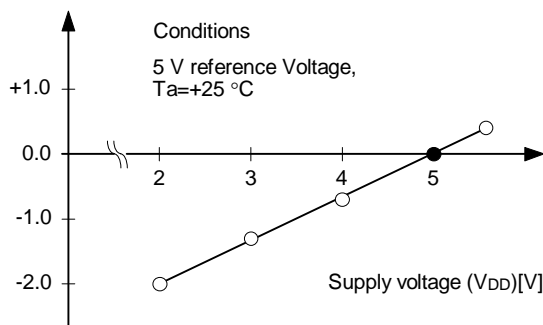 Conditions
5 V reference Voltage,
Ta=+25 °C
+1.0
0.0
2 3 4 5
-1.0
-2.0
Supply voltage (VDD)[V]